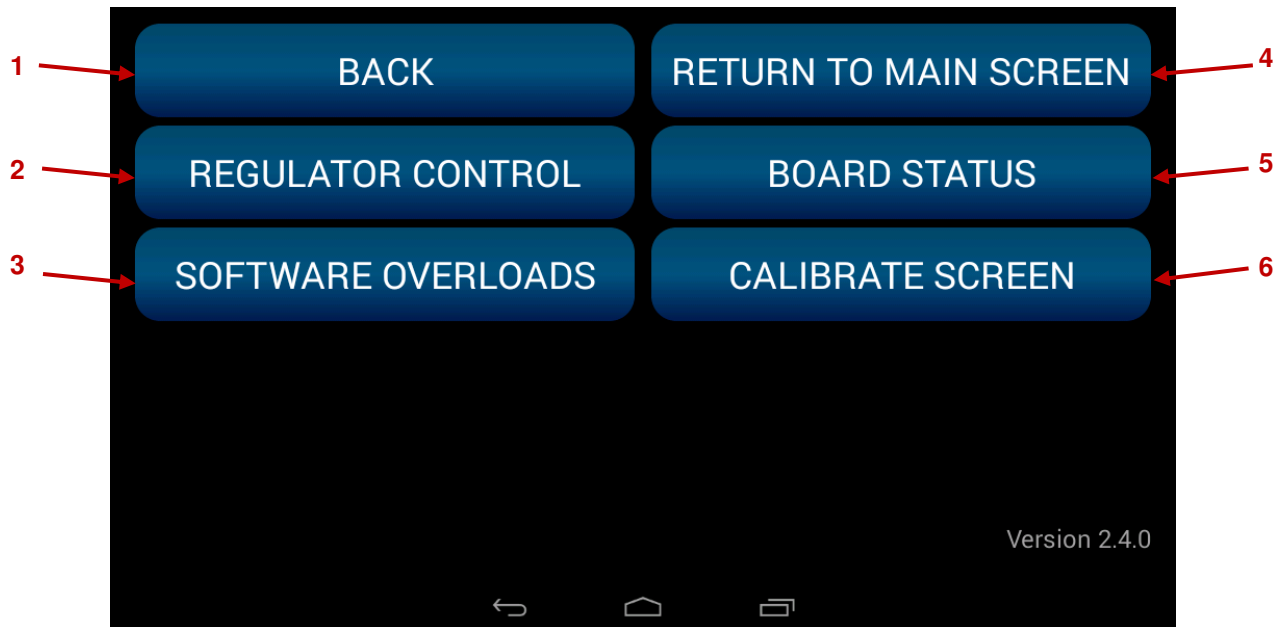 1
BACK
RETURN TO MAIN SCREEN
4
2
REGULATOR CONTROL
BOARD STATUS
5
3
SOFTWARE OVERLOADS
CALIBRATE SCREEN
6
Version 2.4.0